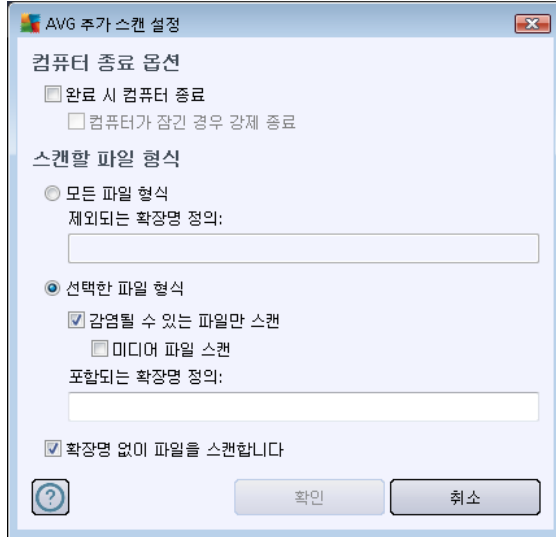 AVG 추가 스캔 설정
컴퓨터 종료 옵션
완료 시 컴퓨터 종료
컴퓨터가 잠긴 경우 강제 종료
스캔할 파일 형식
모든 파일 형식
제외되는 확장명 정의:
선택한 파일 형식
감염될 수 있는 파일만 스캔
미디어 파일 스캔
포함되는 확장명 정의:
확장명 없이 파일을 스캔합니다
? 확인 취소